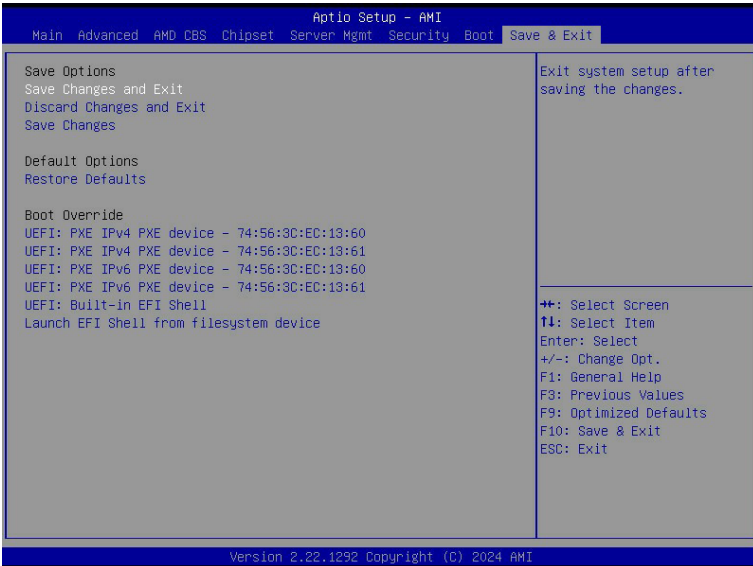 Aptio Setup – AMI
Main Advanced AMD CBS Chipset Server Mgmt Security Boot Save & Exit
Save Options
Save Changes and Exit
Discard Changes and Exit
Save Changes
Default Options
Restore Defaults
Boot Override
UEFI: PXE IPv4 PXE device – 74:56:3C:EC:13:60
UEFI: PXE IPv4 PXE device – 74:56:3C:EC:13:61
UEFI: PXE IPv6 PXE device – 74:56:3C:EC:13:60
UEFI: PXE IPv6 PXE device – 74:56:3C:EC:13:61
UEFI: Built-in EFI Shell
Launch EFI Shell from filesystem device
Exit system setup after
saving the changes.
→←: Select Screen
↑↓: Select Item
Enter: Select
+/-: Change Opt.
F1: General Help
F3: Previous Values
F9: Optimized Defaults
F10: Save & Exit
ESC: Exit
Version 2.22.1292 Copyright (C) 2024 AMI